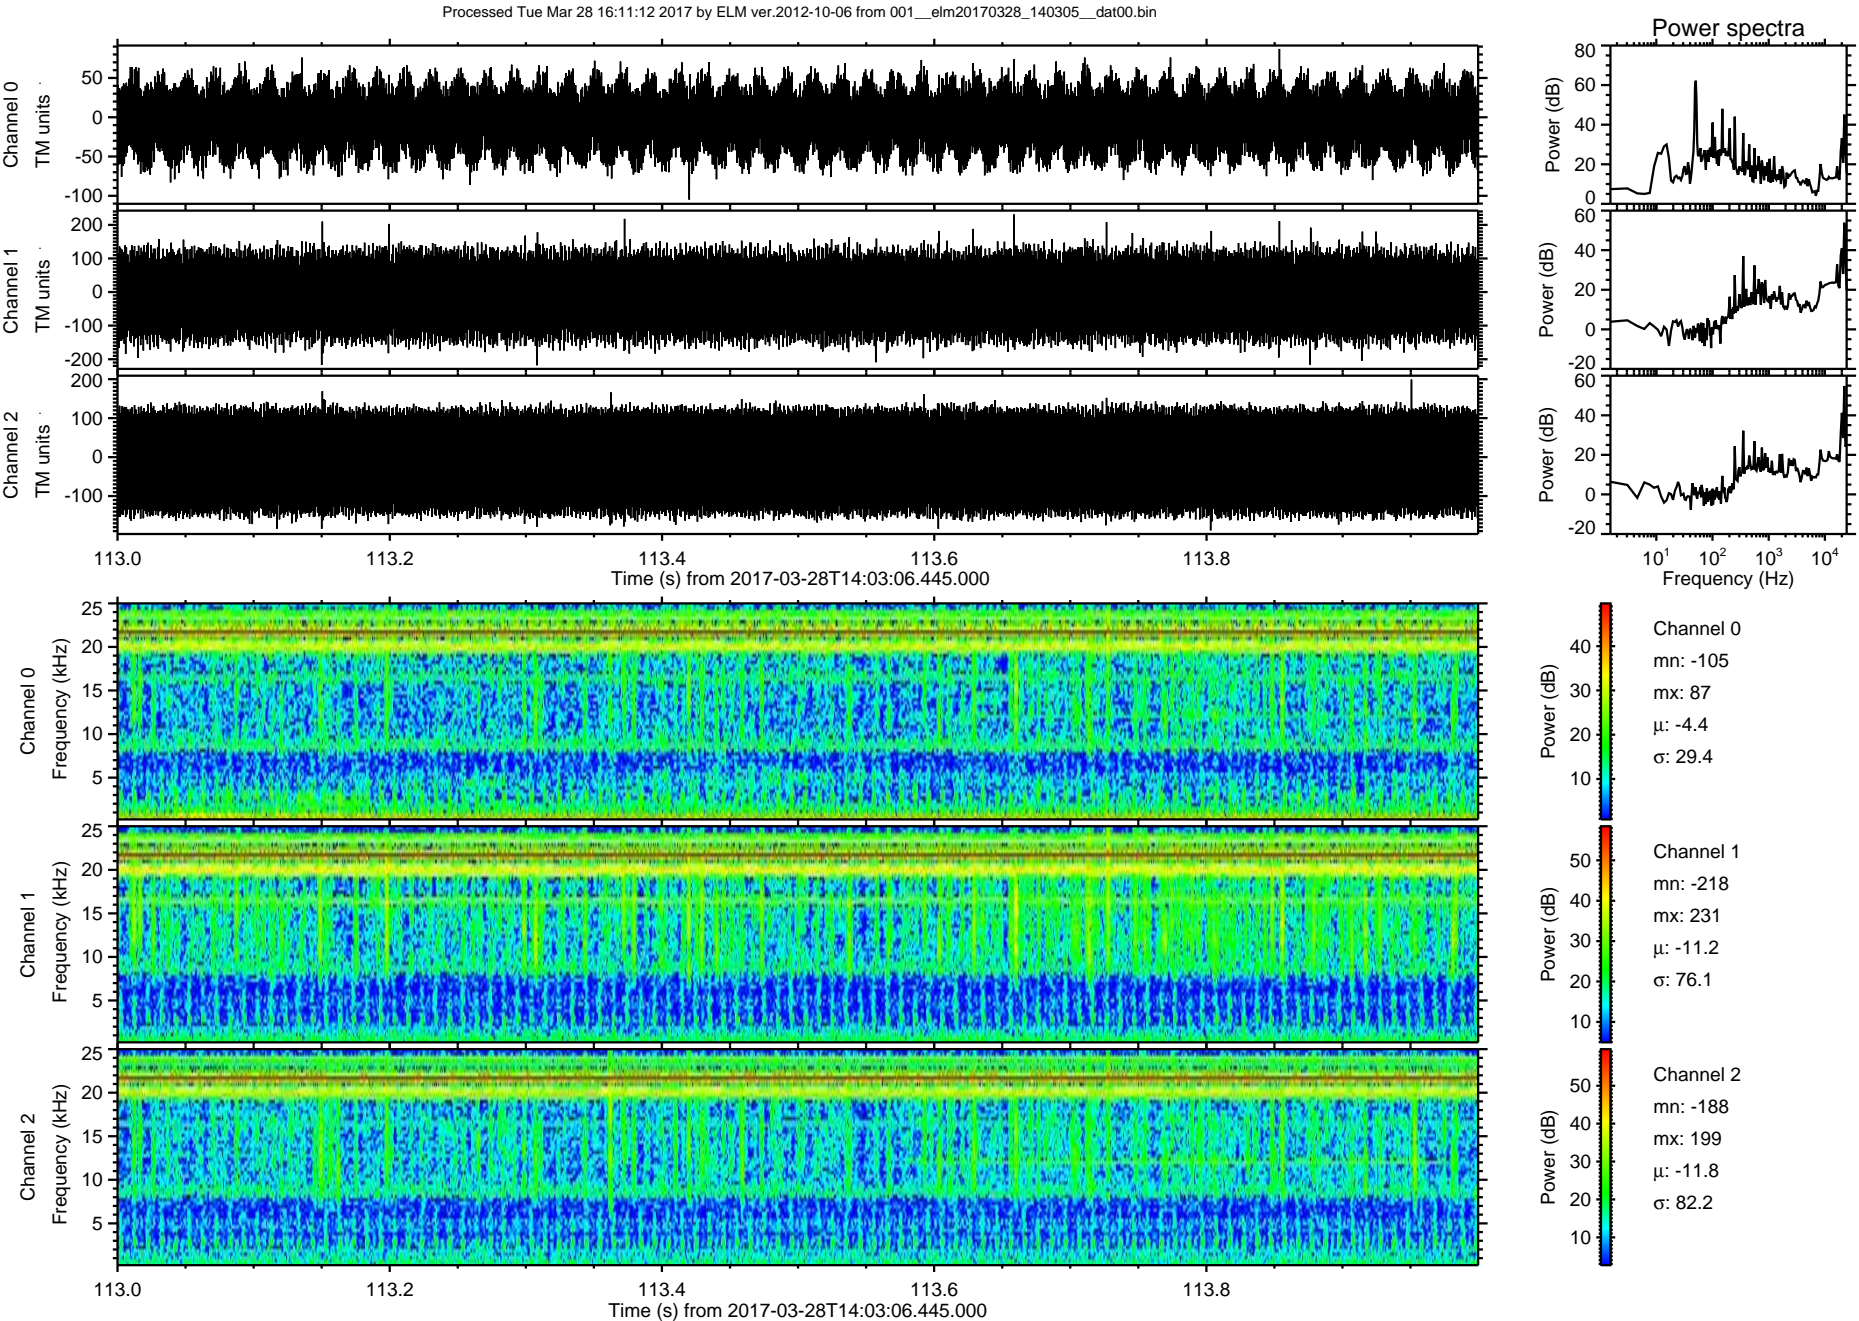 Processed Tue Mar 28 16:11:12 2017 by ELM ver.2012-10-06 from 001__elm20170328_140305__dat00.bin
Power spectra
Channel 0
TM units
50
0
-50
-100
Power (dB)
80
60
40
20
0
Channel 1
TM units
200
100
0
-100
-200
Power (dB)
60
40
20
0
-20
Channel 2
TM units
200
100
0
-100
Power (dB)
60
40
20
0
-20
113.0 113.2 113.4 113.6 113.8
Time (s) from 2017-03-28T14:03:06.445.000
10^1 10^2 10^3 10^4
Frequency (Hz)
Channel 0
Frequency (kHz)
25
20
15
10
5
Power (dB)
40
30
20
10
Channel 0
mn: -105
mx: 87
μ: -4.4
σ: 29.4
Channel 1
Frequency (kHz)
25
20
15
10
5
Power (dB)
50
40
30
20
10
Channel 1
mn: -218
mx: 231
μ: -11.2
σ: 76.1
Channel 2
Frequency (kHz)
25
20
15
10
5
Power (dB)
50
40
30
20
10
Channel 2
mn: -188
mx: 199
μ: -11.8
σ: 82.2
113.0 113.2 113.4 113.6 113.8
Time (s) from 2017-03-28T14:03:06.445.000